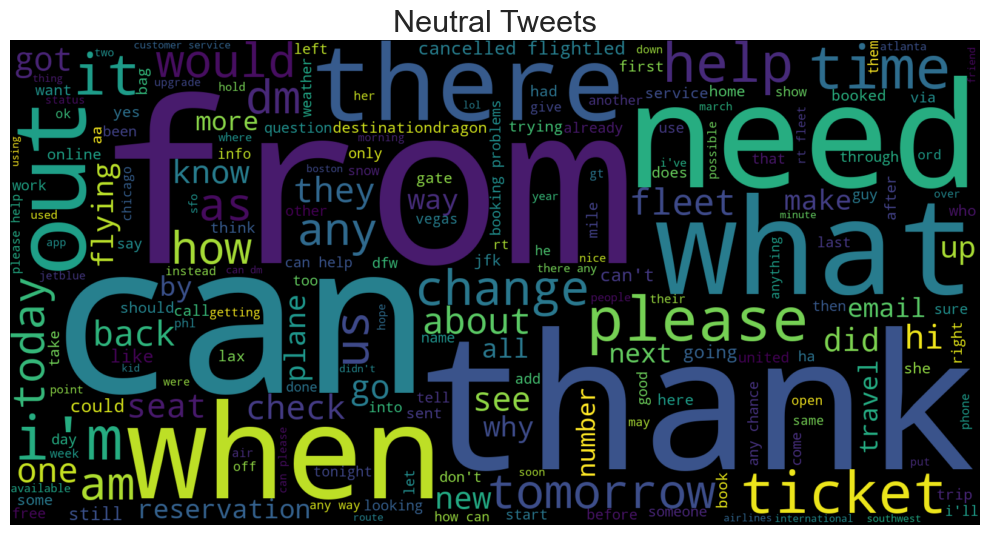 Neutral Tweets
got
two
customer service
would
left
cancelled flightled
down
help
them
atlanta
friend
thing
want
it
bag
upgrade
hold
dm
weather
there
her
lol
had
give
first
another
service
home
show
time
booked
via
status
ok
yes
more
question
destinationdragon
trying
already
use
march
need
using
aa
been
where
morning
online
out
info
only
booking problems
i've
does
possible
that
rt fleet
through
ord
from
know
boston
snow
they
gate
way
year
gt
work
please help
flying
chicago
say
sfo
as
think
other
any
vegas
mile
fleet
make
guy
after
over
who
used
app
how
rt
he
what
minute
last
up
jetblue
instead
can dm
can help
dfw
jfk
there any
nice
can't
anything
today
can
by
too
change
people
their
then
sure
should
call
getting
plane
hope
please
email
take
phl
back
us
about
name
all
next
going
united
ha
did
hi
right
like
lax
kid
were
done
didn't
go
point
into
add
good
here
she
thank
i'm
could
seat
check
tell
see
number
any chance
open
travel
day
week
when
sent
why
may
come
same
phone
one
air
off
can please
tonight
don't
soon
put
available
am
let
new
tomorrow
book
ticket
trip
some
free
still
reservation
any way
looking
route
how can
start
before
someone
airlines
international
southwest
i'll